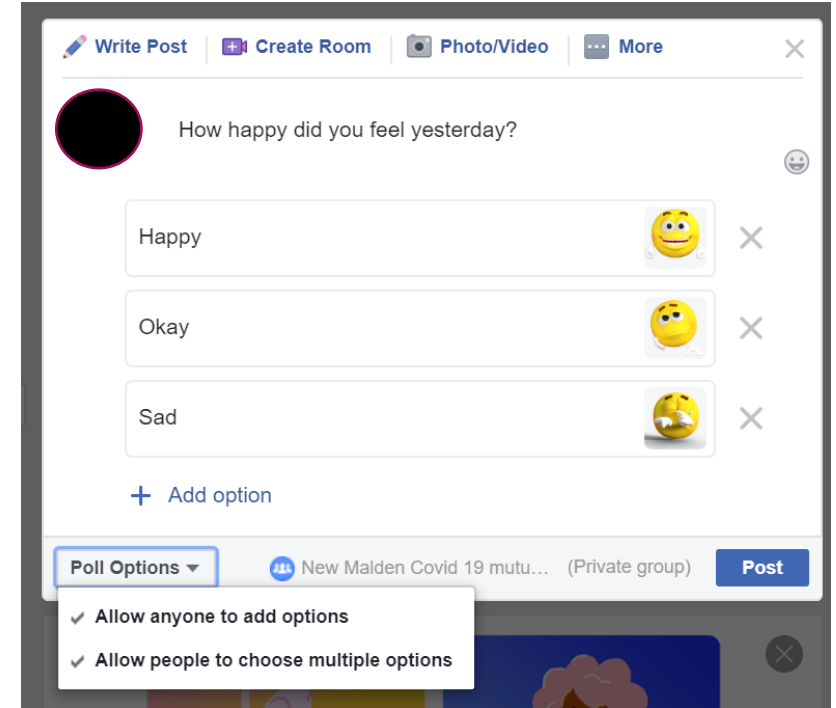 Write Post Create Room Photo/Video More
How happy did you feel yesterday?
Happy
Okay
Sad
+ Add option
Poll Options New Malden Covid 19 mutu... (Private group) Post
Allow anyone to add options
Allow people to choose multiple options